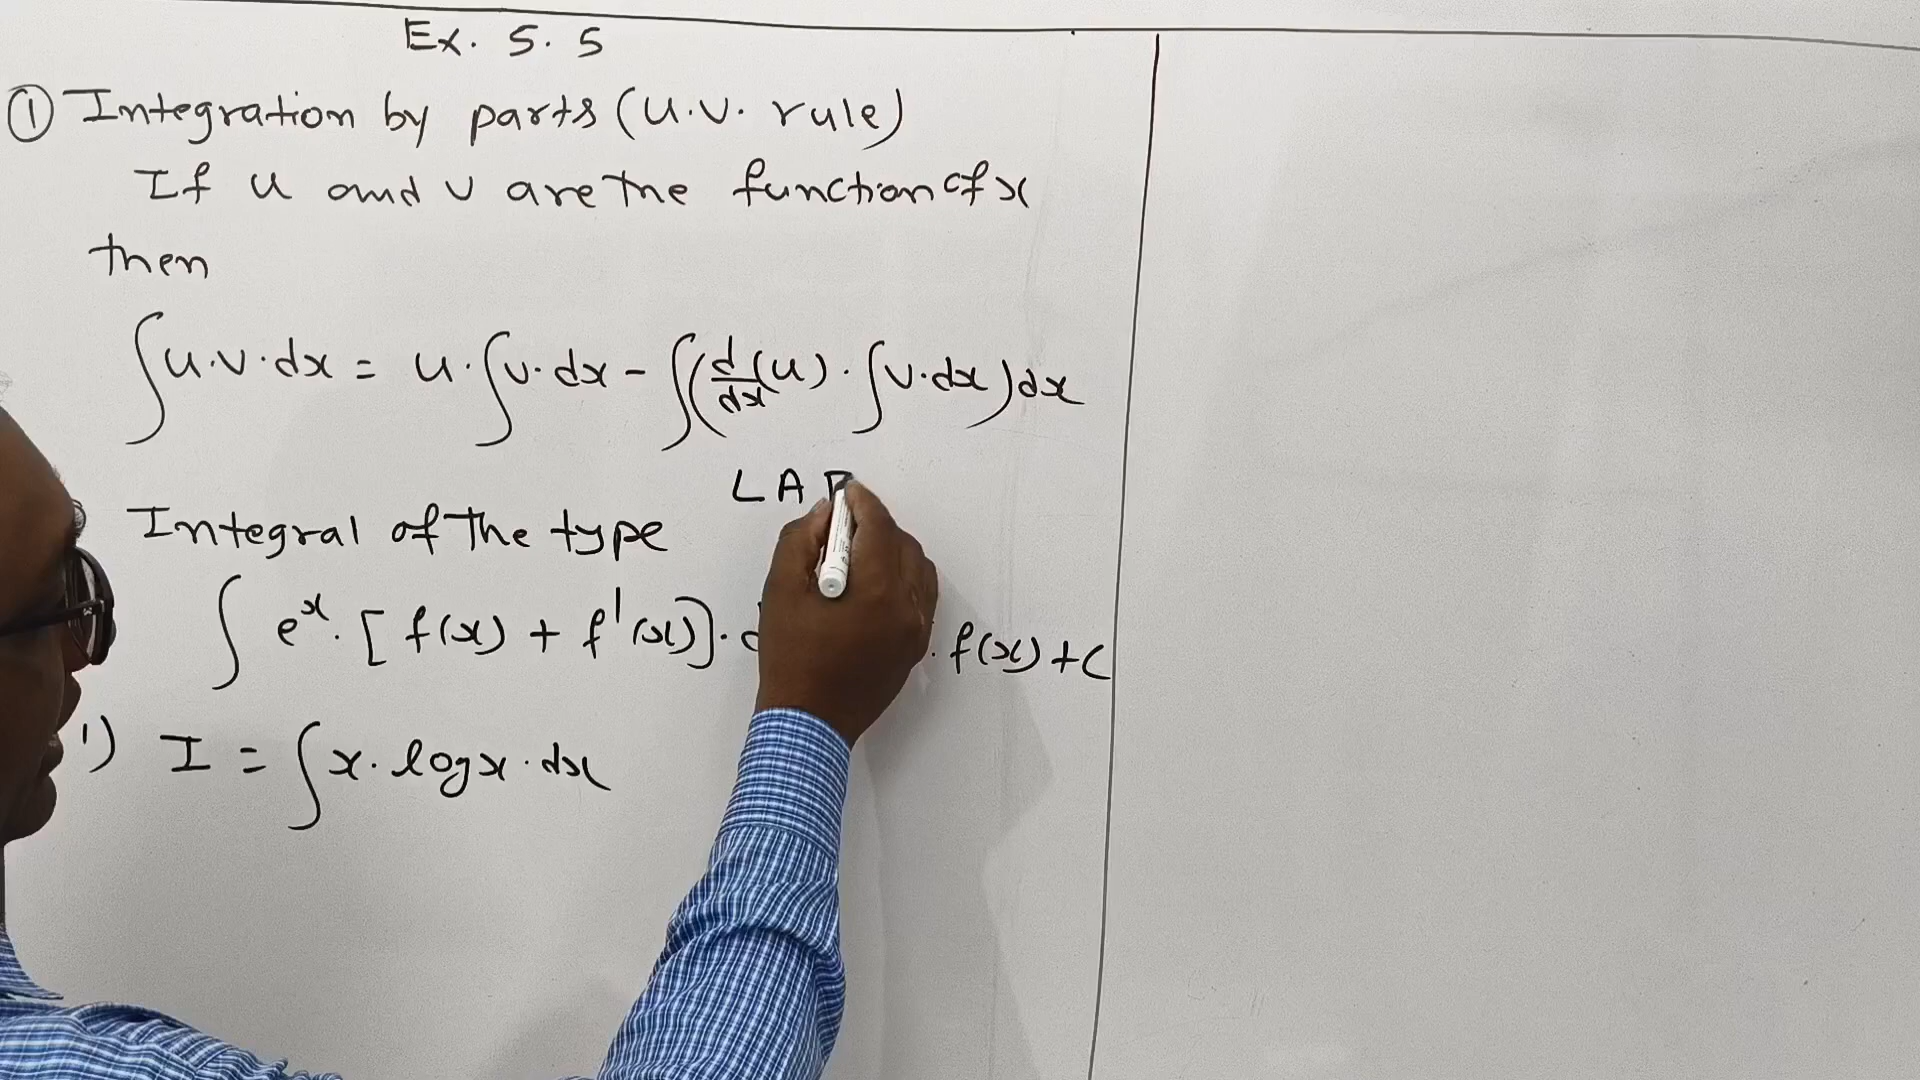 Ex. 5.5
① Integration by parts (u.v. rule)
If u and v are the function of x
then
∫u.v.dx = u.∫v.dx - ∫(d/dx(u).∫v.dx)dx
L A
Integral of the type
∫ eˣ. [f(x) + f'(x)]. . f(x)+c
1) I = ∫x.logx.dx